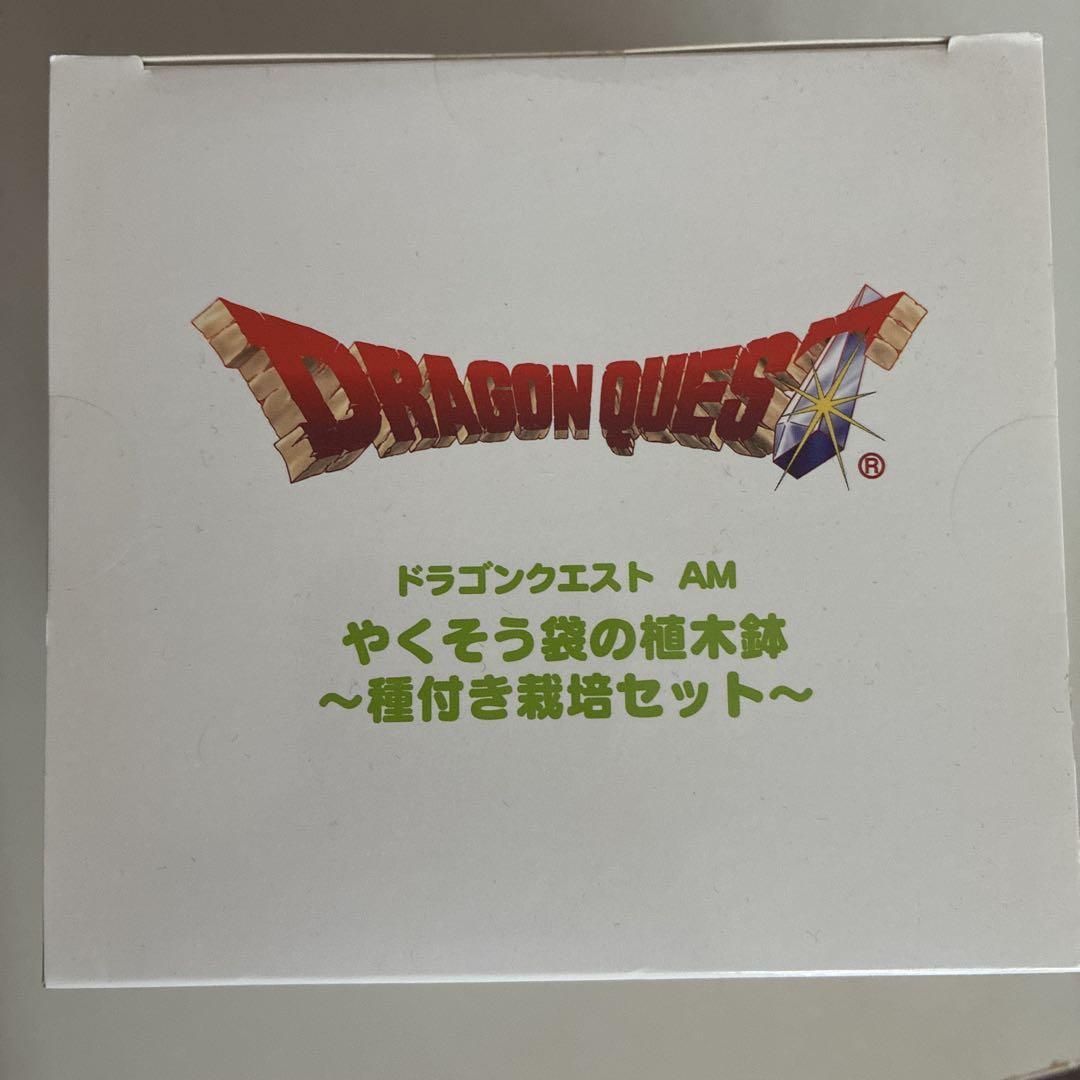 DRAGON QUEST
®
ドラゴンクエスト AM
やくそう袋の植木鉢
～種付き栽培セット～